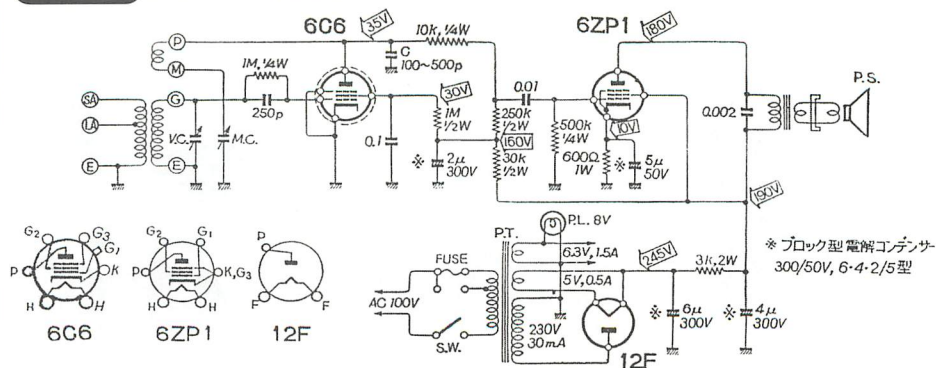 6C6
35V
10k, ¼W
6ZP1
180V
P
M
G
E
SA
LA
E
1M, ¼W
250p
V.C.
M.C.
C
100~500p
30V
1M
½W
0.1
※ 2μ
300V
0.01
250k
½W
150V
30k
½W
500k
¼W
10V
600Ω
1W
※ 5μ
50V
0.002
P.S.
190V
G2
G3
G1
P
K
H
H
6C6
G2
G1
P
K,G3
H
H
6ZP1
P
F
F
12F
AC 100V
FUSE
S.W.
P.T.
P.L. 8V
6.3V, 1.5A
5V, 0.5A
230V
30mA
12F
245V
3k, 2W
※ 6μ
300V
※ 4μ
300V
※ ブロック型電解コンデンサー
300/50V, 6・4・2/5型